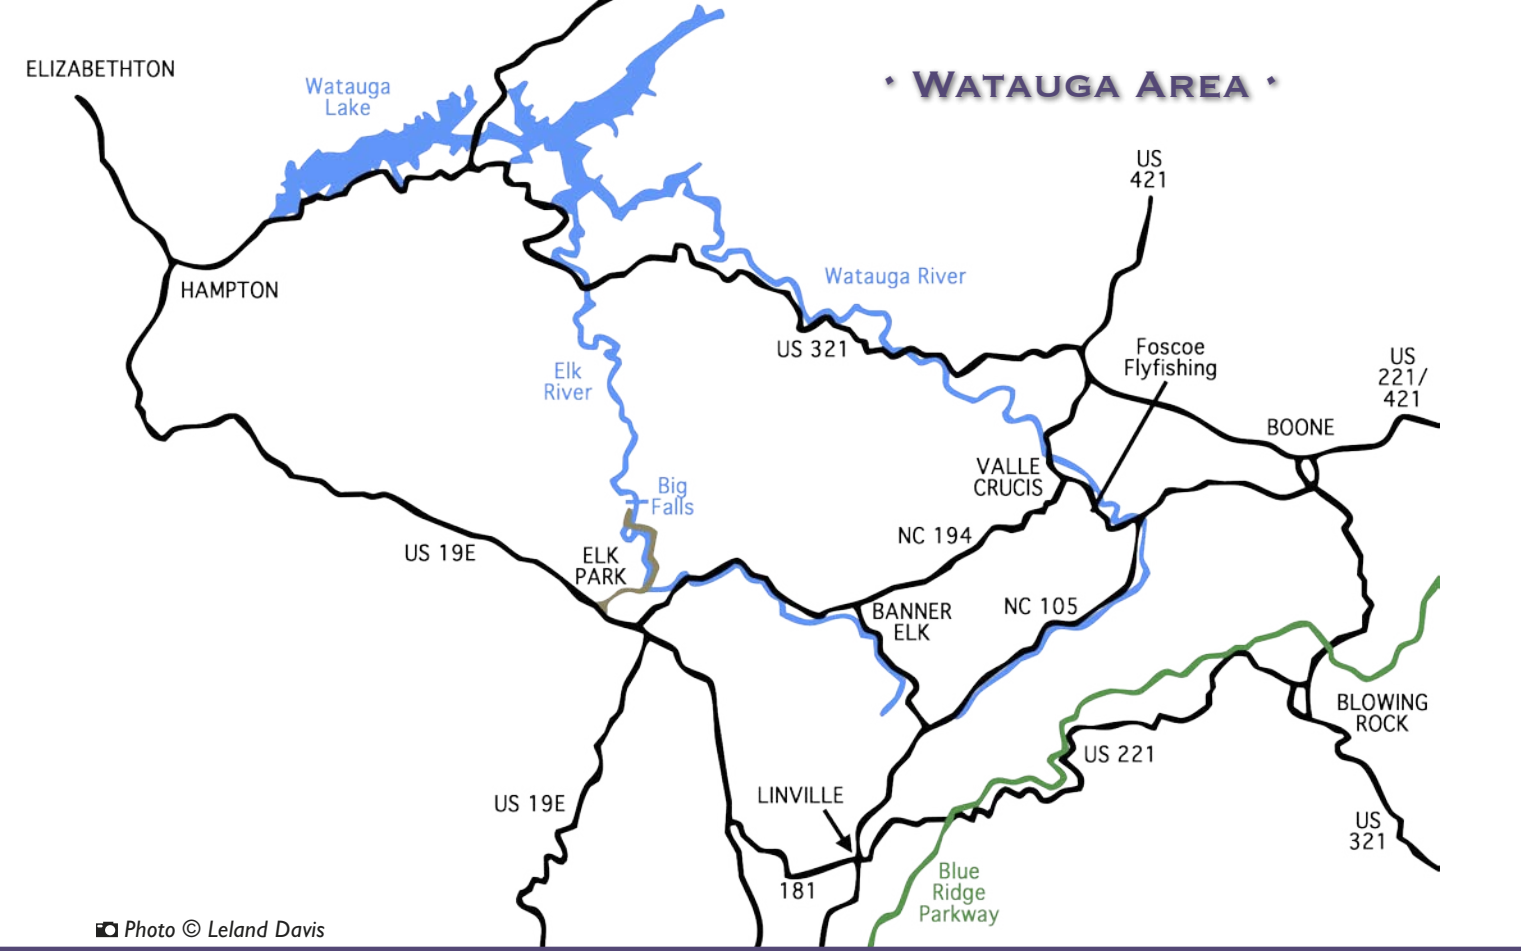 · WATAUGA AREA ·
ELIZABETHTON
Watauga
Lake
US
421
HAMPTON
Watauga River
US 321
Foscoe
Flyfishing
US
221/
421
Elk
River
BOONE
VALLE
CRUCIS
Big
Falls
NC 194
US 19E
ELK
PARK
BANNER
ELK
NC 105
BLOWING
ROCK
US 221
US 19E
LINVILLE
US
321
181
Blue
Ridge
Parkway
Photo © Leland Davis